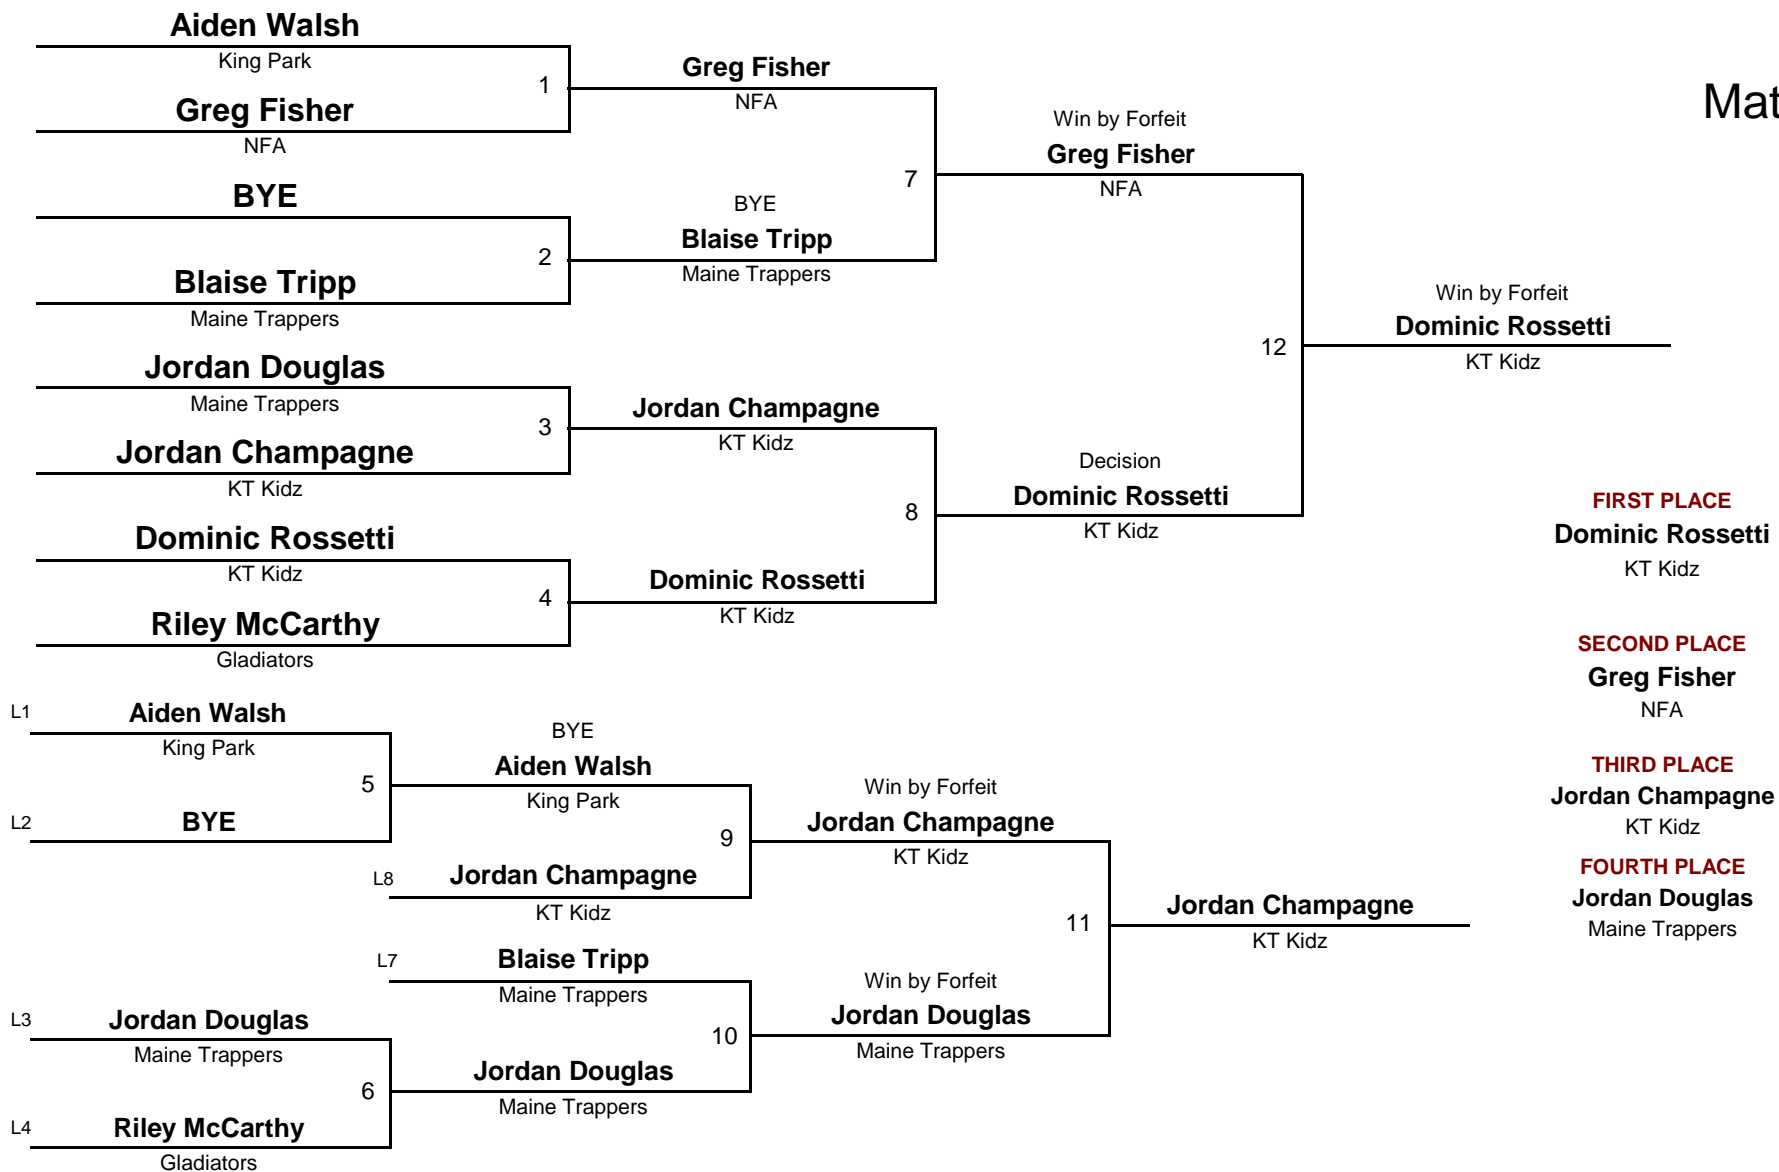 Aiden Walsh
King Park
1
Greg Fisher
NFA
BYE
2
Blaise Tripp
Maine Trappers
Jordan Douglas
Maine Trappers
3
Jordan Champagne
KT Kidz
Dominic Rossetti
KT Kidz
4
Riley McCarthy
Gladiators
Greg Fisher
NFA
7
BYE
Blaise Tripp
Maine Trappers
Jordan Champagne
KT Kidz
8
Dominic Rossetti
KT Kidz
Win by Forfeit
Greg Fisher
NFA
12
Decision
Dominic Rossetti
KT Kidz
Win by Forfeit
Dominic Rossetti
KT Kidz
Mat
FIRST PLACE
Dominic Rossetti
KT Kidz
SECOND PLACE
Greg Fisher
NFA
THIRD PLACE
Jordan Champagne
KT Kidz
FOURTH PLACE
Jordan Douglas
Maine Trappers
L1
Aiden Walsh
King Park
5
L2
BYE
L3
Jordan Douglas
Maine Trappers
6
L4
Riley McCarthy
Gladiators
BYE
Aiden Walsh
King Park
9
L8
Jordan Champagne
KT Kidz
L7
Blaise Tripp
Maine Trappers
10
Jordan Douglas
Maine Trappers
Win by Forfeit
Jordan Champagne
KT Kidz
11
Win by Forfeit
Jordan Douglas
Maine Trappers
Jordan Champagne
KT Kidz